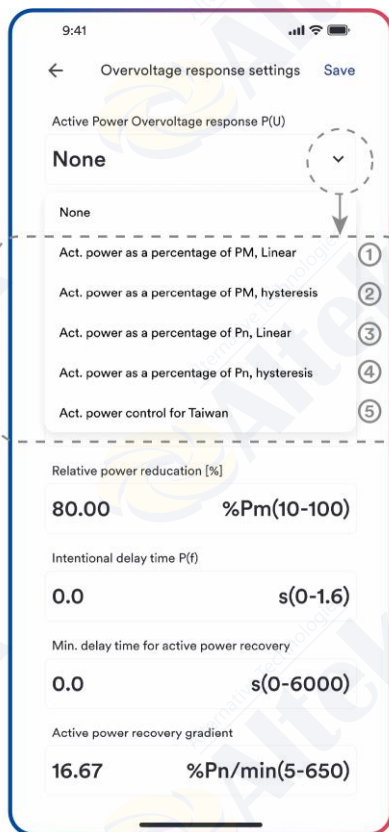 9:41
Overvoltage response settings Save
Active Power Overvoltage response P(U)
None
None
Act. power as a percentage of PM, Linear ①
Act. power as a percentage of PM, hysteresis ②
Act. power as a percentage of Pn, Linear ③
Act. power as a percentage of Pn, hysteresis ④
Act. power control for Taiwan ⑤
Relative power reducation [%]
80.00 %Pm(10-100)
Intentional delay time P(f)
0.0 s(0-1.6)
Min. delay time for active power recovery
0.0 s(0-6000)
Active power recovery gradient
16.67 %Pn/min(5-650)